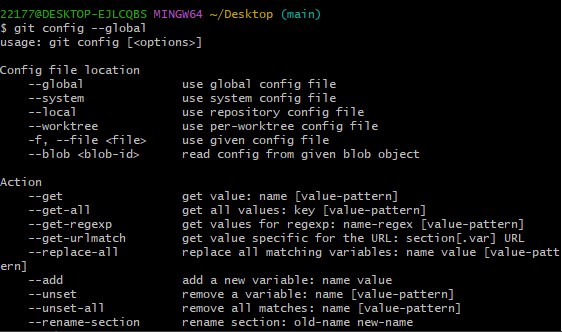 22177@DESKTOP-EJLCQBS MINGW64 ~/Desktop (main)
$ git config --global
usage: git config [<options>]

Config file location
    --global              use global config file
    --system              use system config file
    --local               use repository config file
    --worktree            use per-worktree config file
    -f, --file <file>     use given config file
    --blob <blob-id>      read config from given blob object

Action
    --get                 get value: name [value-pattern]
    --get-all             get all values: key [value-pattern]
    --get-regexp          get values for regexp: name-regex [value-pattern]
    --get-urlmatch        get value specific for the URL: section[.var] URL
    --replace-all         replace all matching variables: name value [value-patt
ern]
    --add                 add a new variable: name value
    --unset               remove a variable: name [value-pattern]
    --unset-all           remove all matches: name [value-pattern]
    --rename-section      rename section: old-name new-name